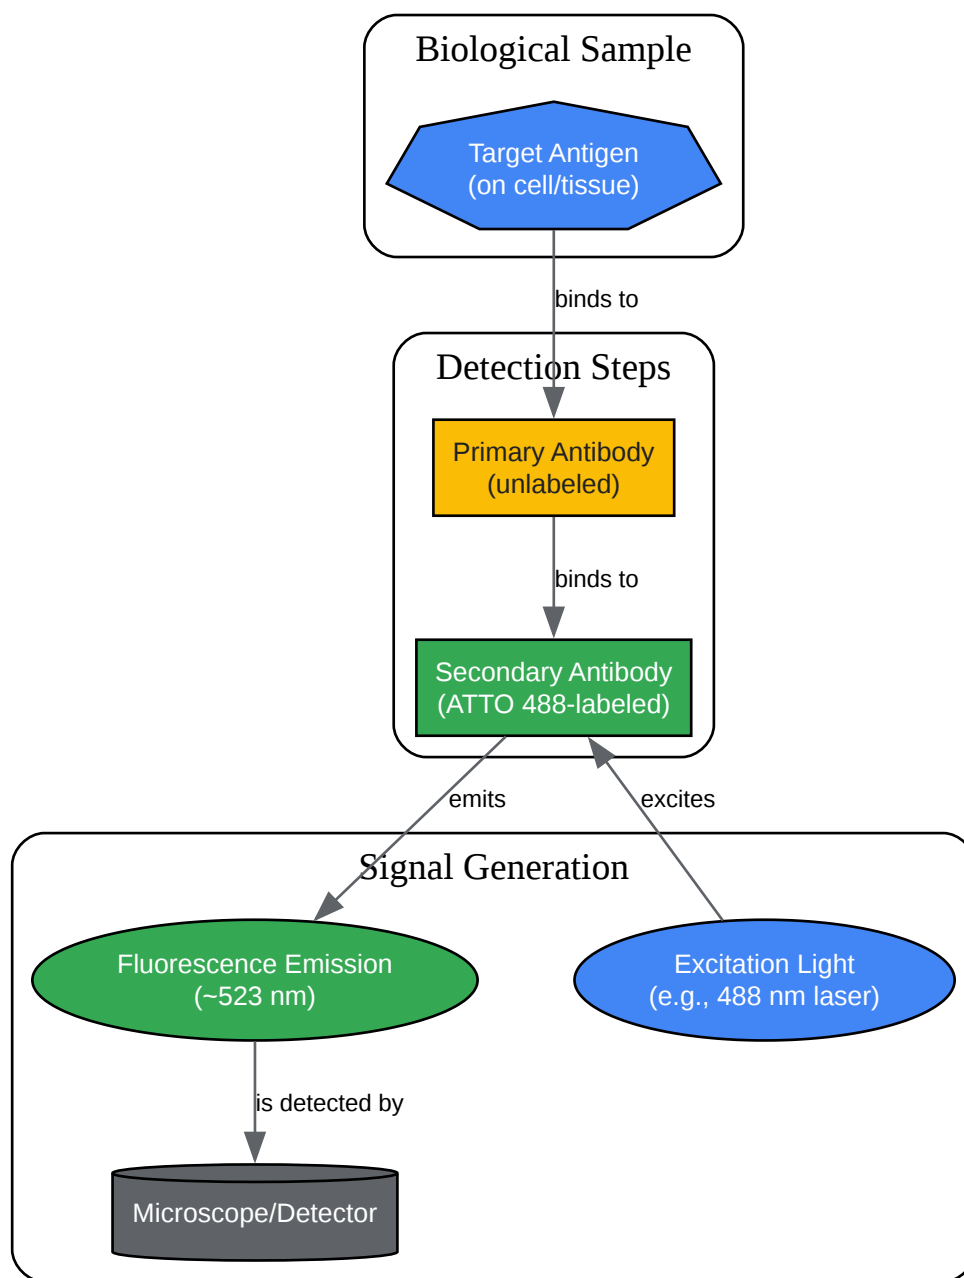 Biological Sample
Target Antigen
(on cell/tissue)
binds to
Detection Steps
Primary Antibody
(unlabeled)
binds to
Secondary Antibody
(ATTO 488-labeled)
emits
excites
Signal Generation
Fluorescence Emission
(~523 nm)
Excitation Light
(e.g., 488 nm laser)
is detected by
Microscope/Detector